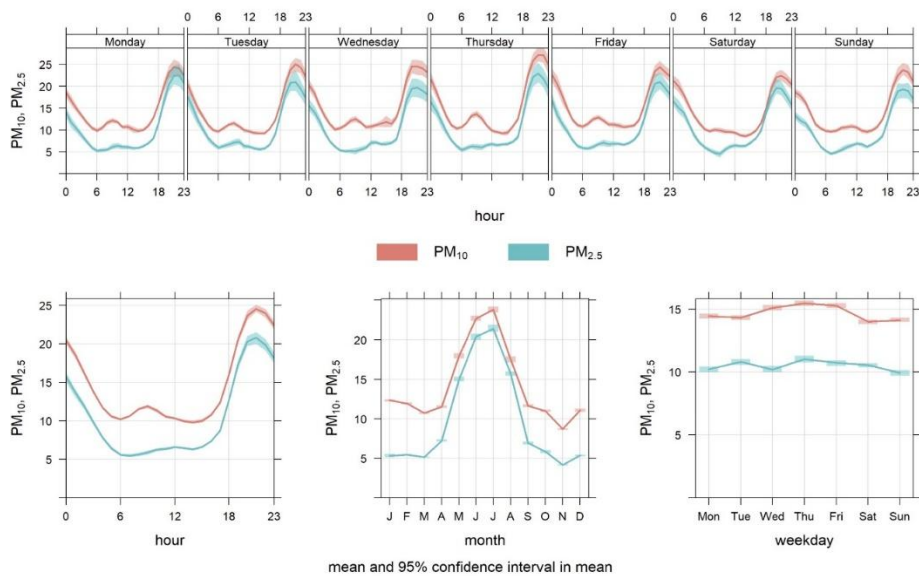 0 6 12 18 23 0 6 12 18 23 0 6 12 18 23
Monday Tuesday Wednesday Thursday Friday Saturday Sunday
25
20
15
10
5
PM10, PM2.5
0 6 12 18 23 0 6 12 18 23 0 6 12 18 23 0 6 12 18 23
hour
PM10 PM2.5
25
20
15
10
5
PM10, PM2.5
0 6 12 18 23
hour
20
15
10
5
PM10, PM2.5
J F M A M J J A S O N D
month
15
10
5
PM10, PM2.5
Mon Tue Wed Thu Fri Sat Sun
weekday
mean and 95% confidence interval in mean